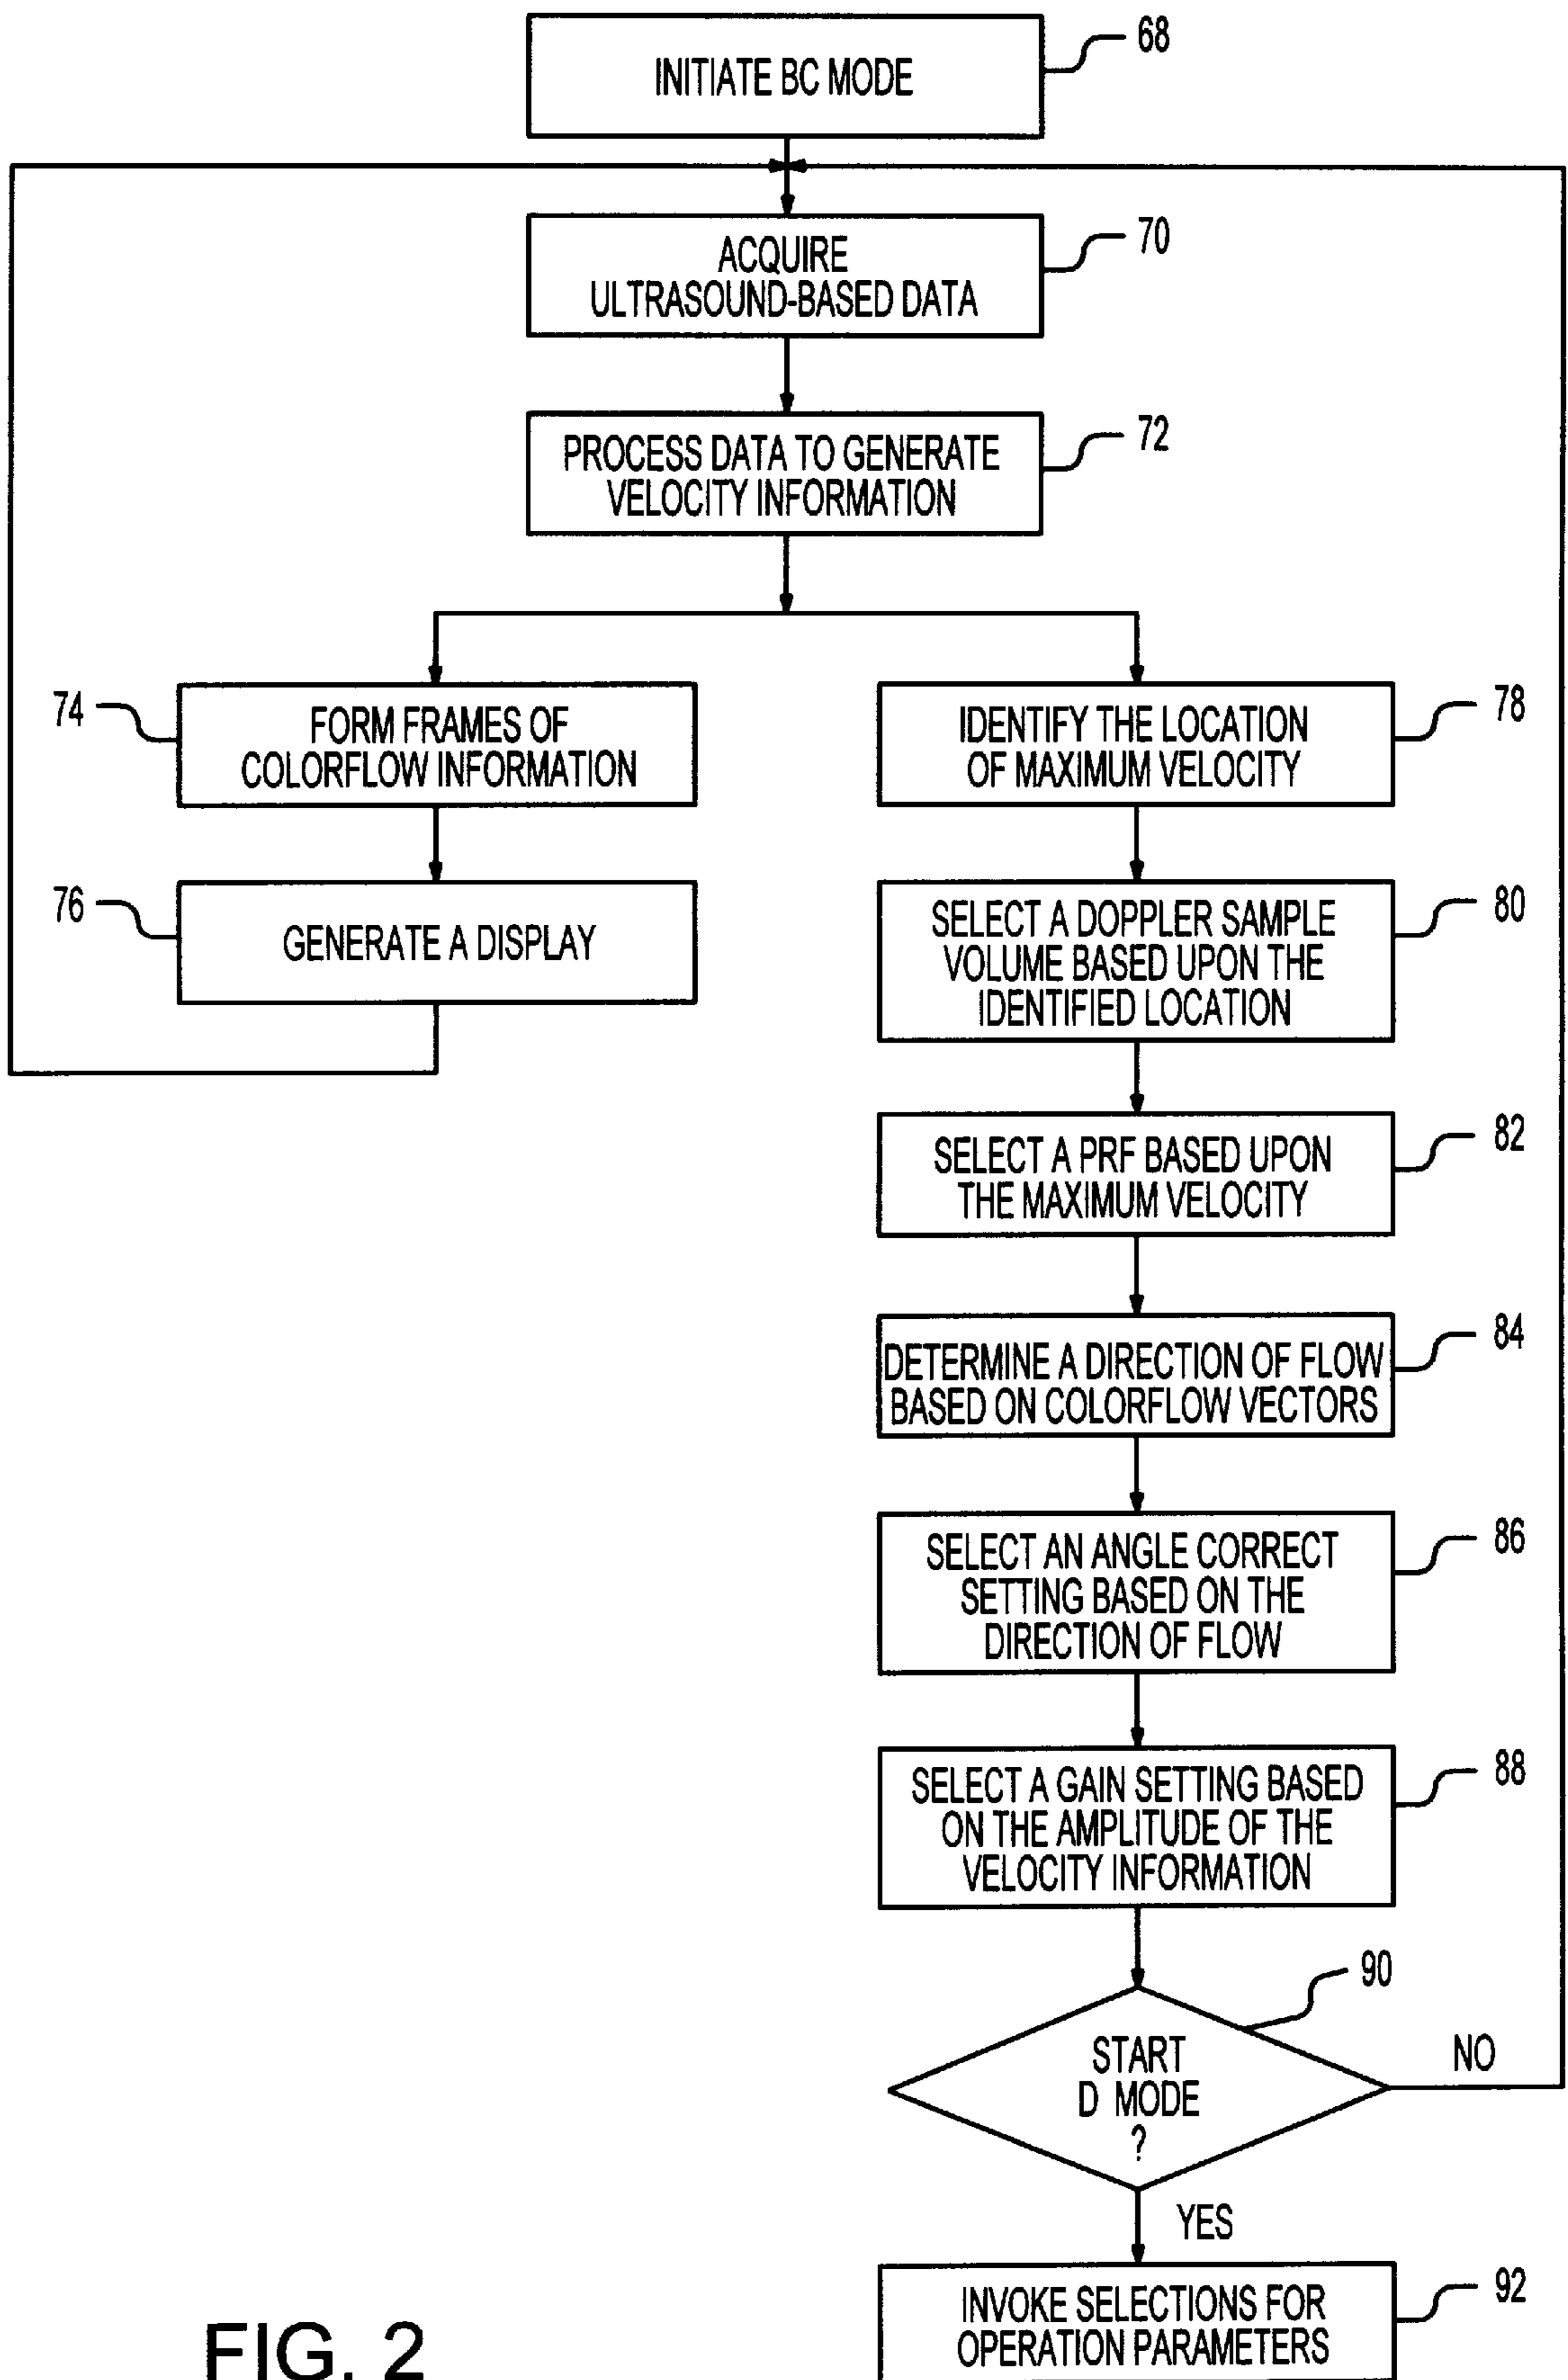 INITIATE BC MODE
68
ACQUIRE
ULTRASOUND-BASED DATA
70
PROCESS DATA TO GENERATE
VELOCITY INFORMATION
72
74
FORM FRAMES OF
COLORFLOW INFORMATION
76
GENERATE A DISPLAY
IDENTIFY THE LOCATION
OF MAXIMUM VELOCITY
78
SELECT A DOPPLER SAMPLE
VOLUME BASED UPON THE
IDENTIFIED LOCATION
80
SELECT A PRF BASED UPON
THE MAXIMUM VELOCITY
82
DETERMINE A DIRECTION OF FLOW
BASED ON COLORFLOW VECTORS
84
SELECT AN ANGLE CORRECT
SETTING BASED ON THE
DIRECTION OF FLOW
86
SELECT A GAIN SETTING BASED
ON THE AMPLITUDE OF THE
VELOCITY INFORMATION
88
90
START
D MODE
?
NO
YES
INVOKE SELECTIONS FOR
OPERATION PARAMETERS
92
FIG. 2